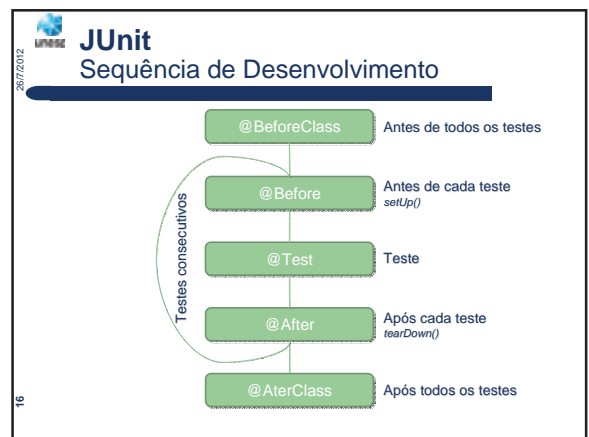 unesc
26/7/2012
JUnit
Sequência de Desenvolvimento
@BeforeClass
Antes de todos os testes
@Before
Antes de cada teste
setUp()
Testes consecutivos
@Test
Teste
@After
Após cada teste
tearDown()
@AterClass
Após todos os testes
16